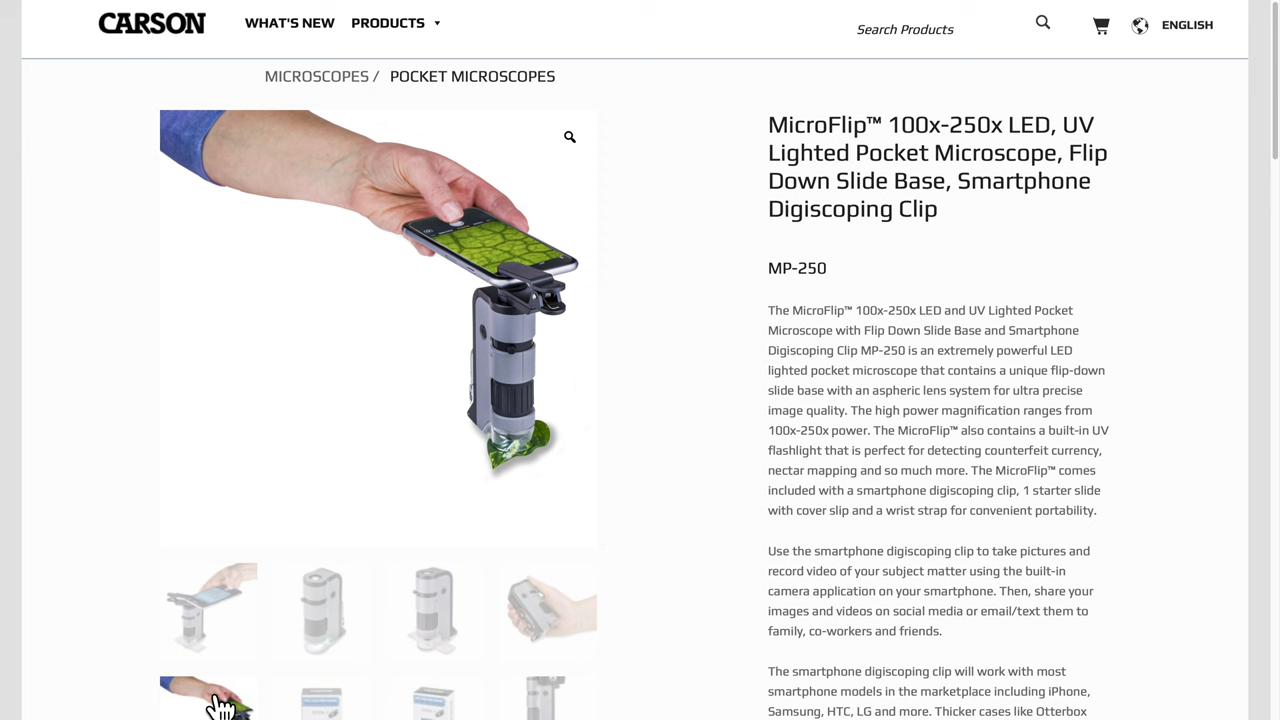 CARSON
WHAT'S NEW
PRODUCTS
Search Products
ENGLISH
MICROSCOPES / POCKET MICROSCOPES
MicroFlip™ 100x-250x LED, UV
Lighted Pocket Microscope, Flip
Down Slide Base, Smartphone
Digiscoping Clip
MP-250
The MicroFlip™ 100x-250x LED and UV Lighted Pocket
Microscope with Flip Down Slide Base and Smartphone
Digiscoping Clip MP-250 is an extremely powerful LED
lighted pocket microscope that contains a unique flip-down
slide base with an aspheric lens system for ultra precise
image quality. The high power magnification ranges from
100x-250x power. The MicroFlip™ also contains a built-in UV
flashlight that is perfect for detecting counterfeit currency,
nectar mapping and so much more. The MicroFlip™ comes
included with a smartphone digiscoping clip, 1 starter slide
with cover slip and a wrist strap for convenient portability.
Use the smartphone digiscoping clip to take pictures and
record video of your subject matter using the built-in
camera application on your smartphone. Then, share your
images and videos on social media or email/text them to
family, co-workers and friends.
The smartphone digiscoping clip will work with most
smartphone models in the marketplace including iPhone,
Samsung, HTC, LG and more. Thicker cases like Otterbox